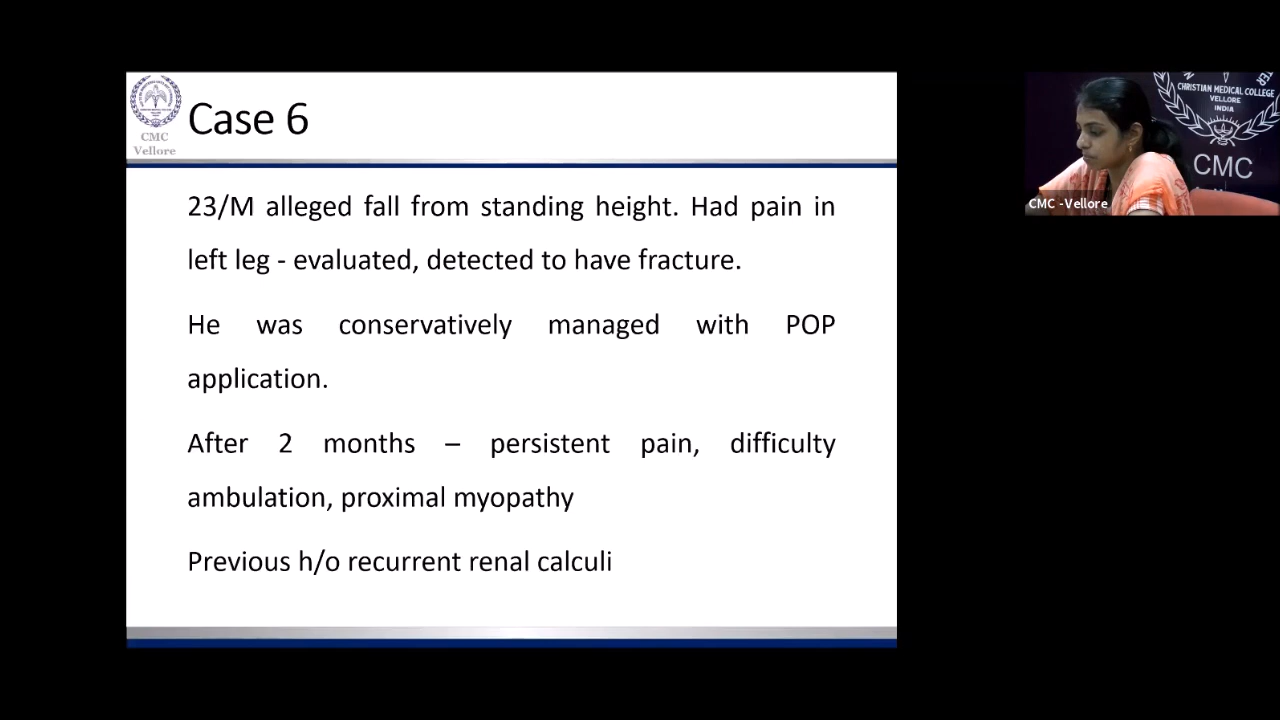 Case 6
CMC
Vellore
23/M alleged fall from standing height. Had pain in
left leg - evaluated, detected to have fracture.
He was conservatively managed with POP
application.
After 2 months – persistent pain, difficulty
ambulation, proximal myopathy
Previous h/o recurrent renal calculi
CHRISTIAN MEDICAL COLLEGE
VELLORE
INDIA
CMC
CMC -Vellore